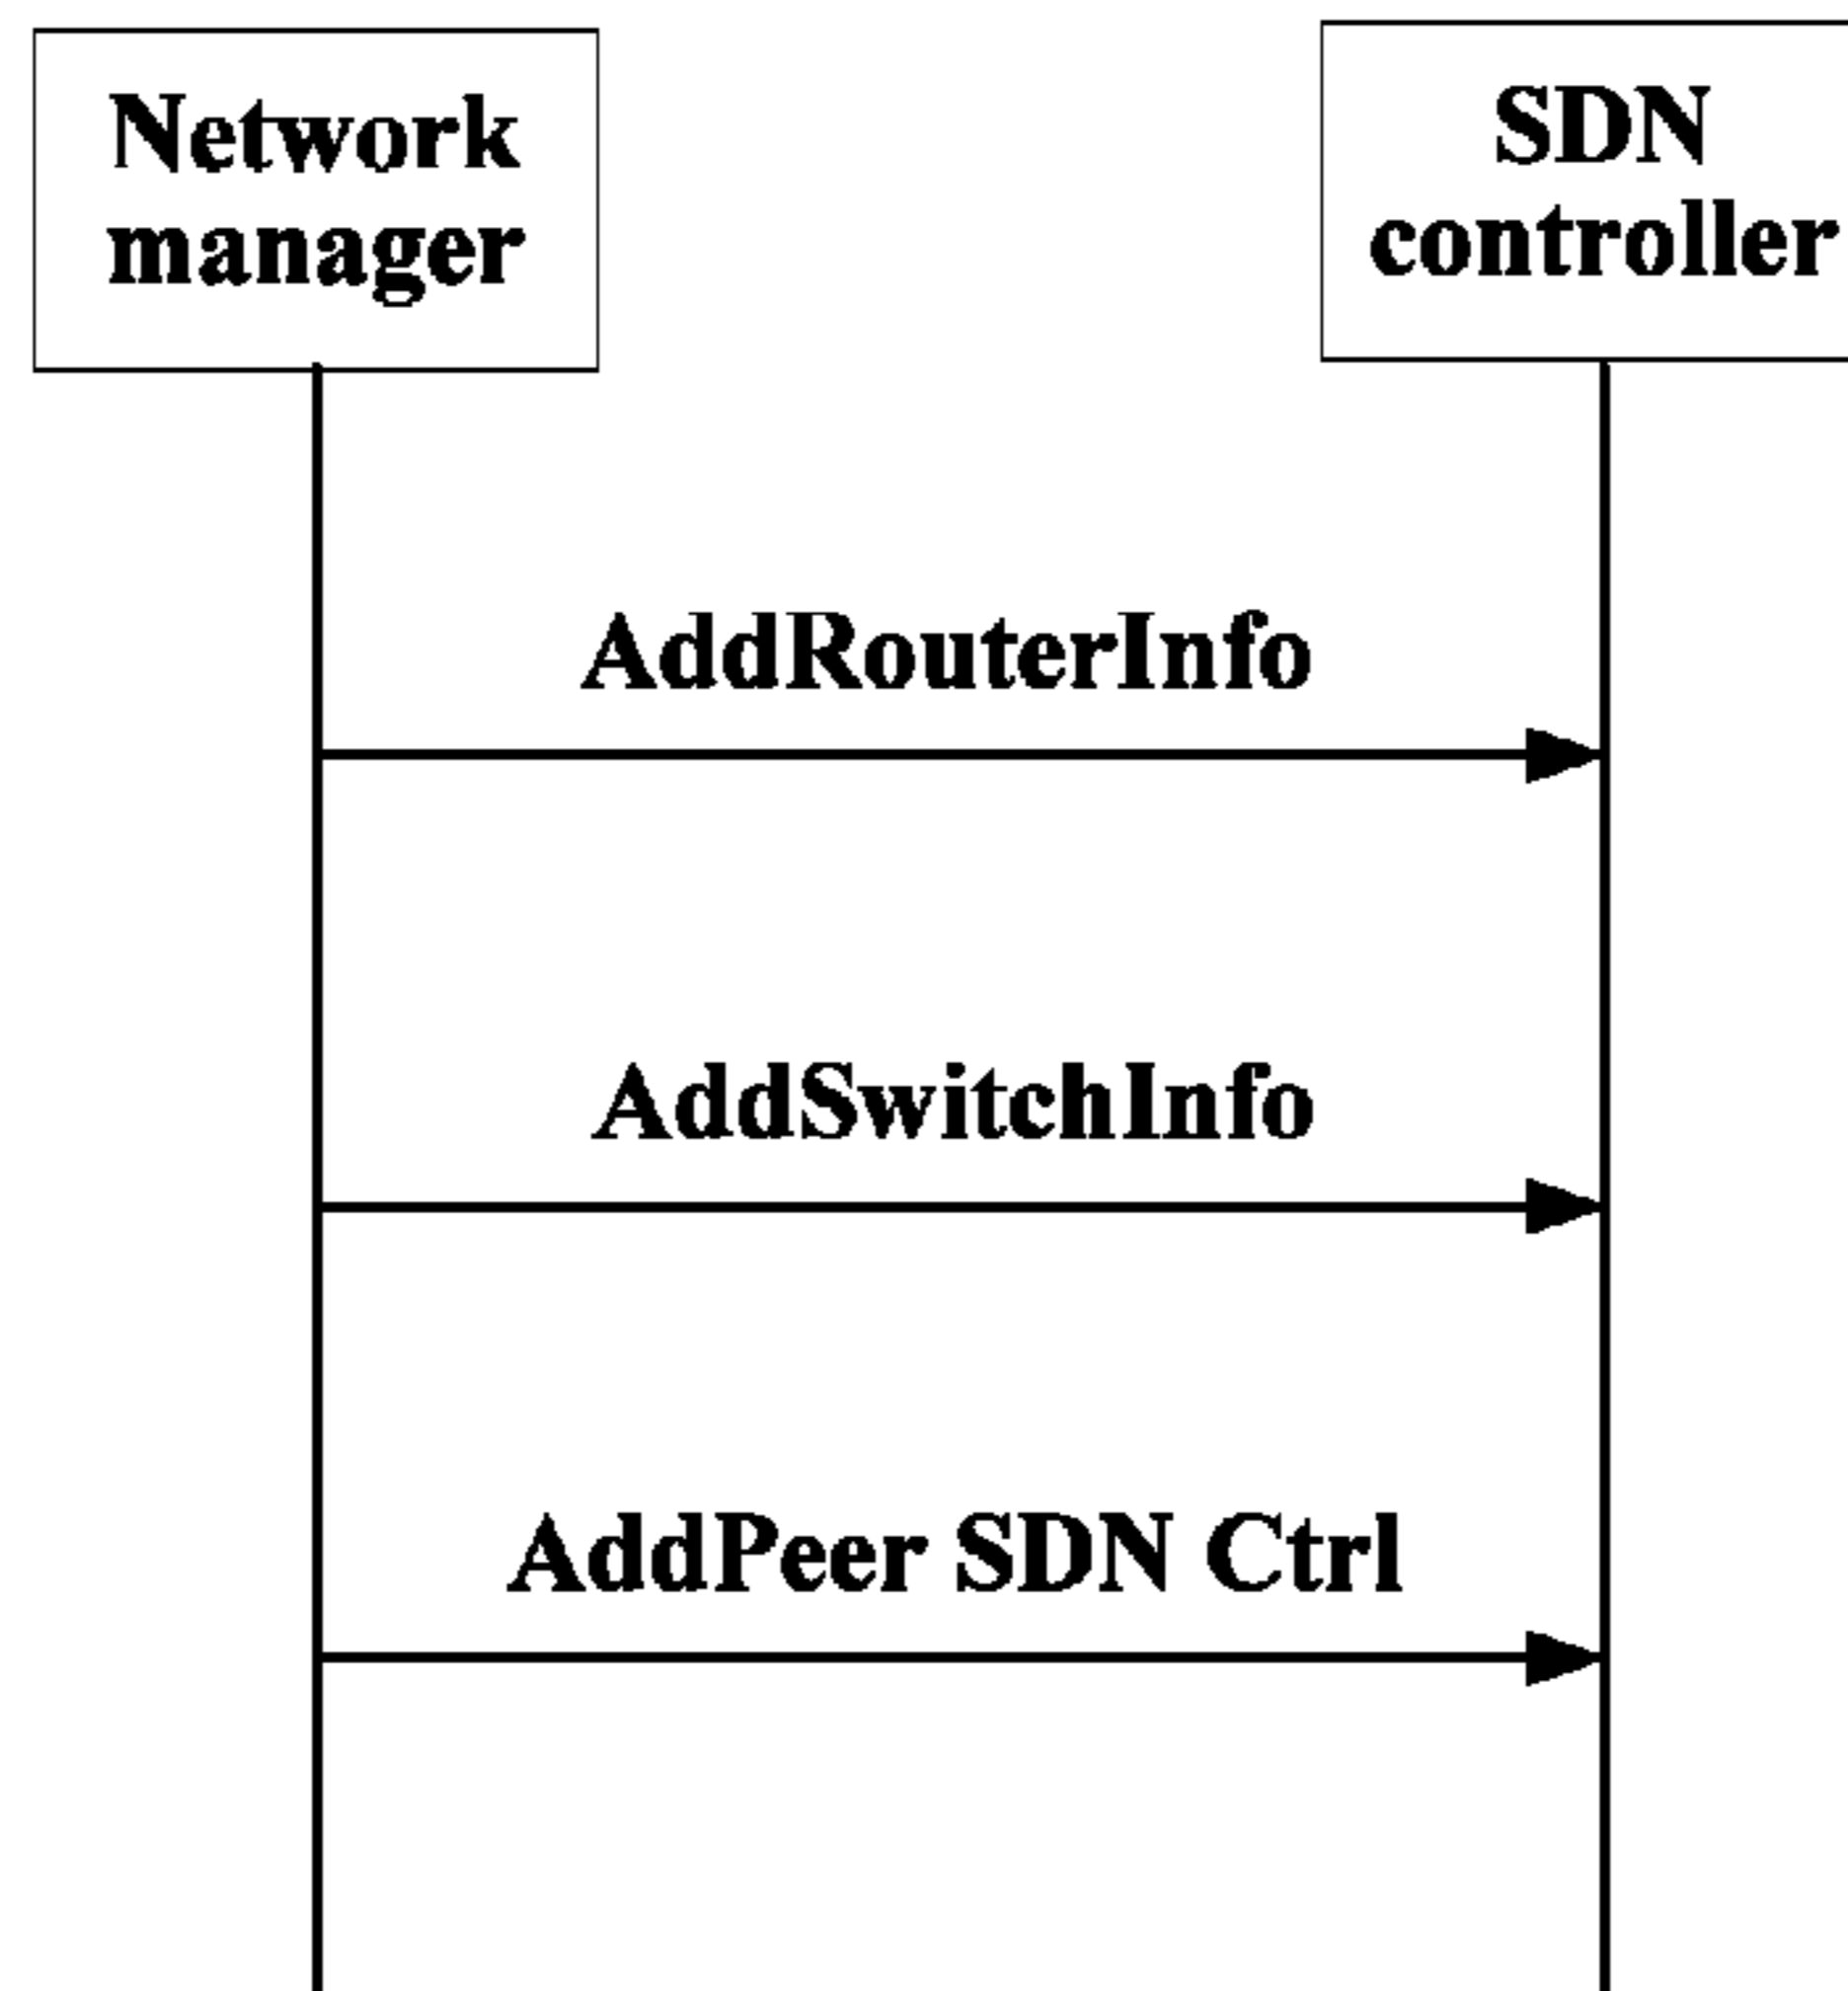 Network
manager
SDN
controller
AddRouterInfo
AddSwitchInfo
AddPeer SDN Ctrl